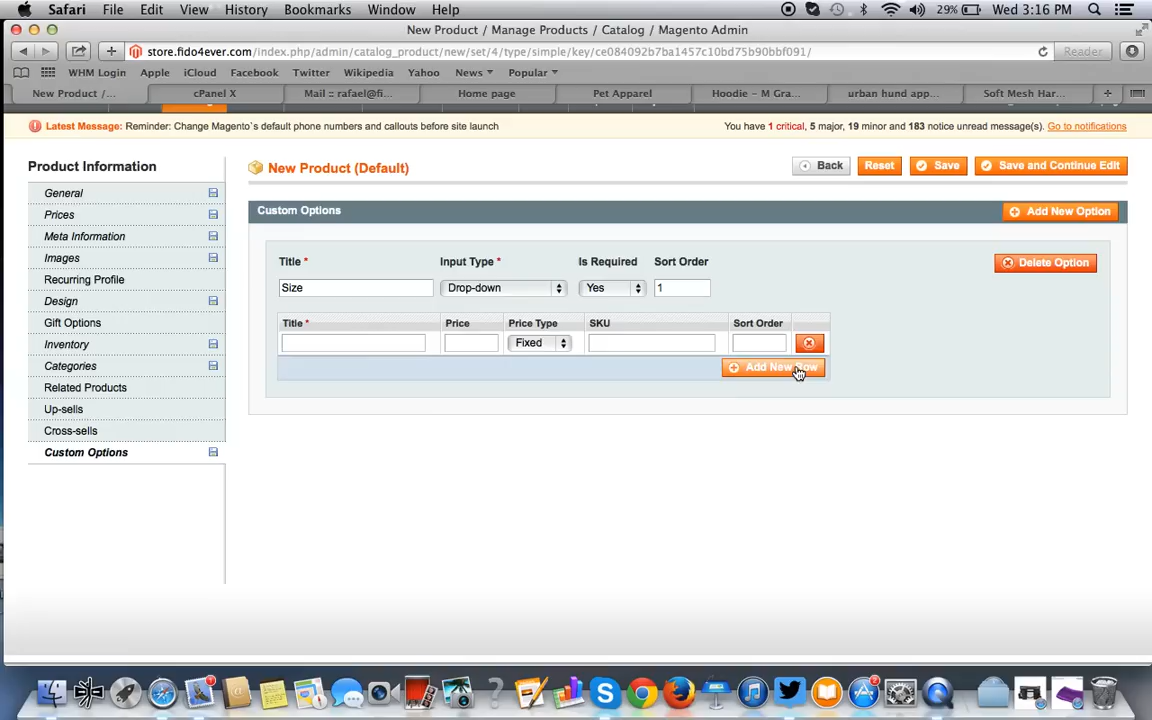 Safari File Edit View History Bookmarks Window Help 29% Wed 3:16 PM
New Product / Manage Products / Catalog / Magento Admin
store.fido4ever.com/index.php/admin/catalog_product/new/set/4/type/simple/key/ce084092b7ba1457c10bd75b90bbf091/ Reader
WHM Login Apple iCloud Facebook Twitter Wikipedia Yahoo News Popular
New Product /... cPanel X Mail :: rafael@fi... Home page Pet Apparel Hoodie – M Gra... urban hund app... Soft Mesh Har...
Latest Message: Reminder: Change Magento`s default phone numbers and callouts before site launch You have 1 critical, 5 major, 19 minor and 183 notice unread message(s). Go to notifications
Product Information
General
Prices
Meta Information
Images
Recurring Profile
Design
Gift Options
Inventory
Categories
Related Products
Up-sells
Cross-sells
Custom Options
New Product (Default) Back Reset Save Save and Continue Edit
Custom Options Add New Option
Title * Input Type * Is Required Sort Order Delete Option
Size Drop-down Yes 1
Title * Price Price Type SKU Sort Order
Fixed
Add New Row